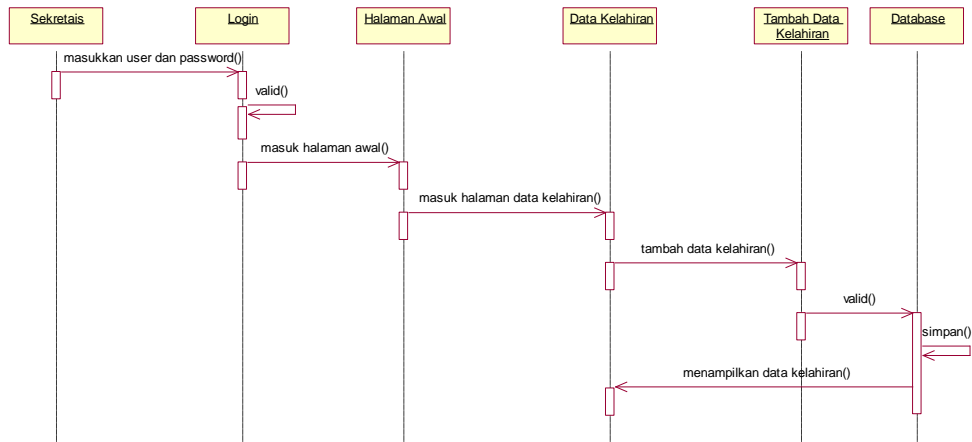 Sekretais
Login
Halaman Awal
Data Kelahiran
Tambah Data
Kelahiran
Database
masukkan user dan password()
valid()
masuk halaman awal()
masuk halaman data kelahiran()
tambah data kelahiran()
valid()
simpan()
menampilkan data kelahiran()